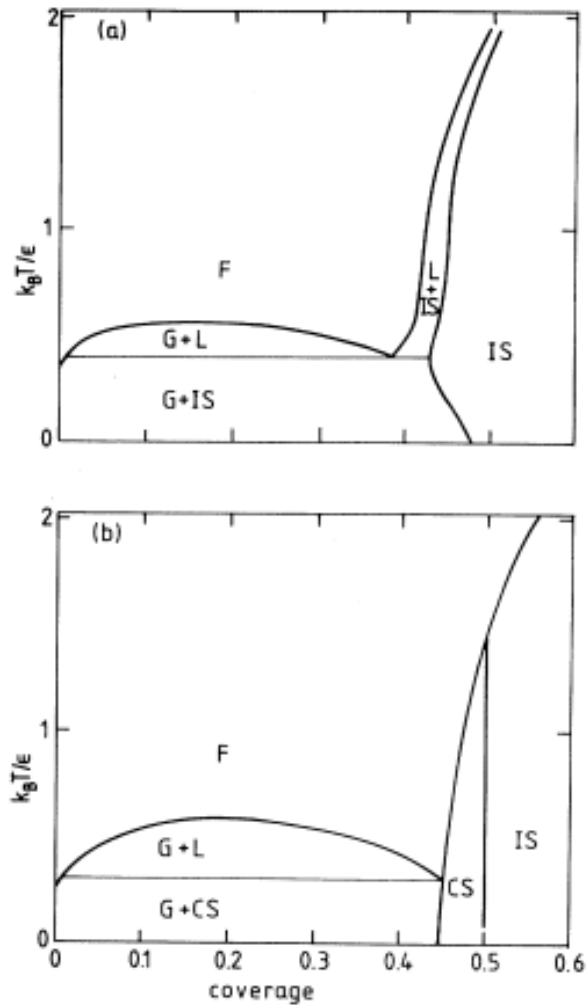 2
(a)
1
k_BT/ε
F
L
+
IS
G+L
IS
G+IS
0
2
(b)
1
k_BT/ε
F
IS
G+L
CS
G+CS
0
0 0.1 0.2 0.3 0.4 0.5 0.6
coverage